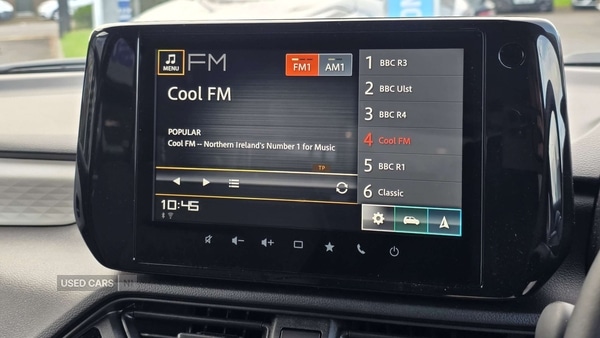 MENU
FM
FM1 AM1
Cool FM
POPULAR
Cool FM -- Northern Ireland's Number 1 for Music
TP
10:45
1 BBC R3
2 BBC Ulst
3 BBC R4
4 Cool FM
5 BBC R1
6 Classic
USED CARS NI